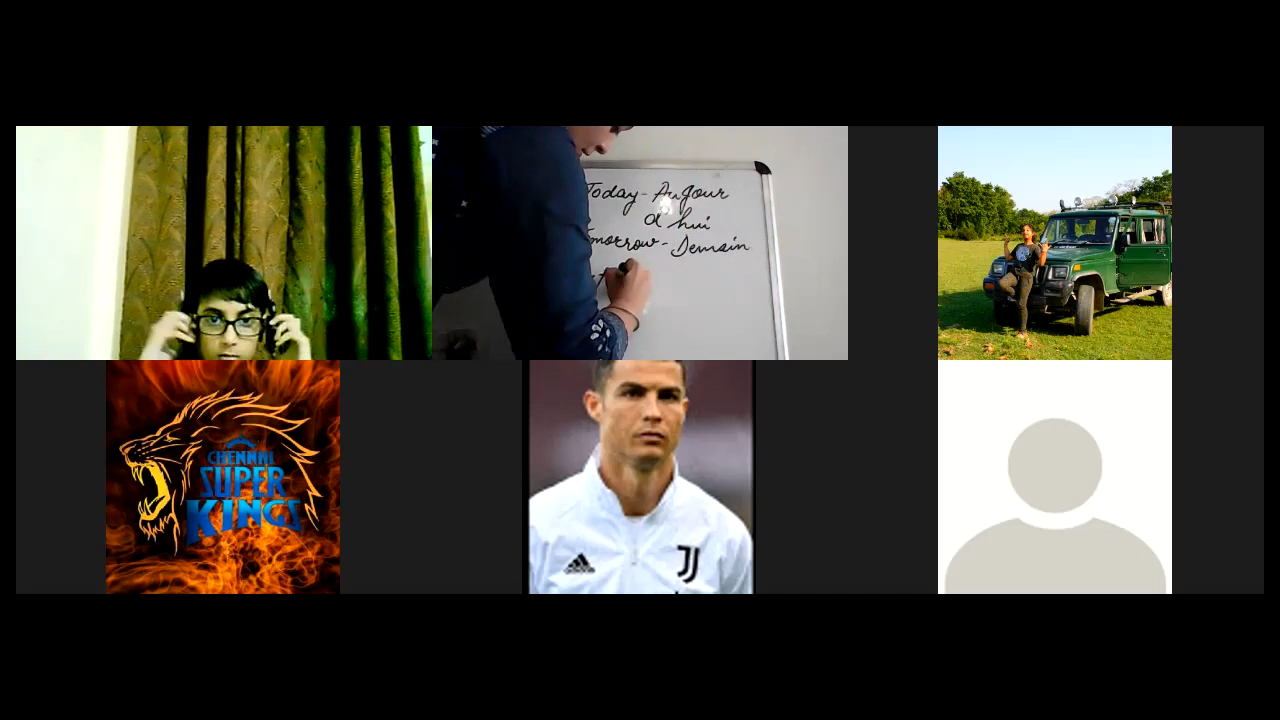 Today - Aujour
d'hui
morrow - Demain
CHENNAI
SUPER
KINGS